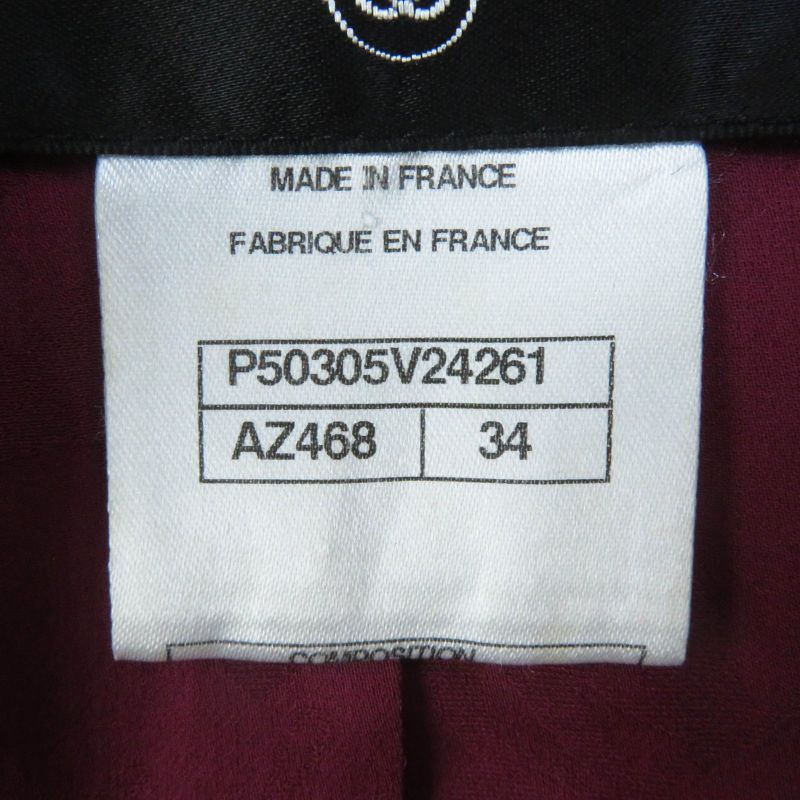 MADE IN FRANCE
FABRIQUE EN FRANCE
P50305V24261
AZ468 34
COMPOSITION